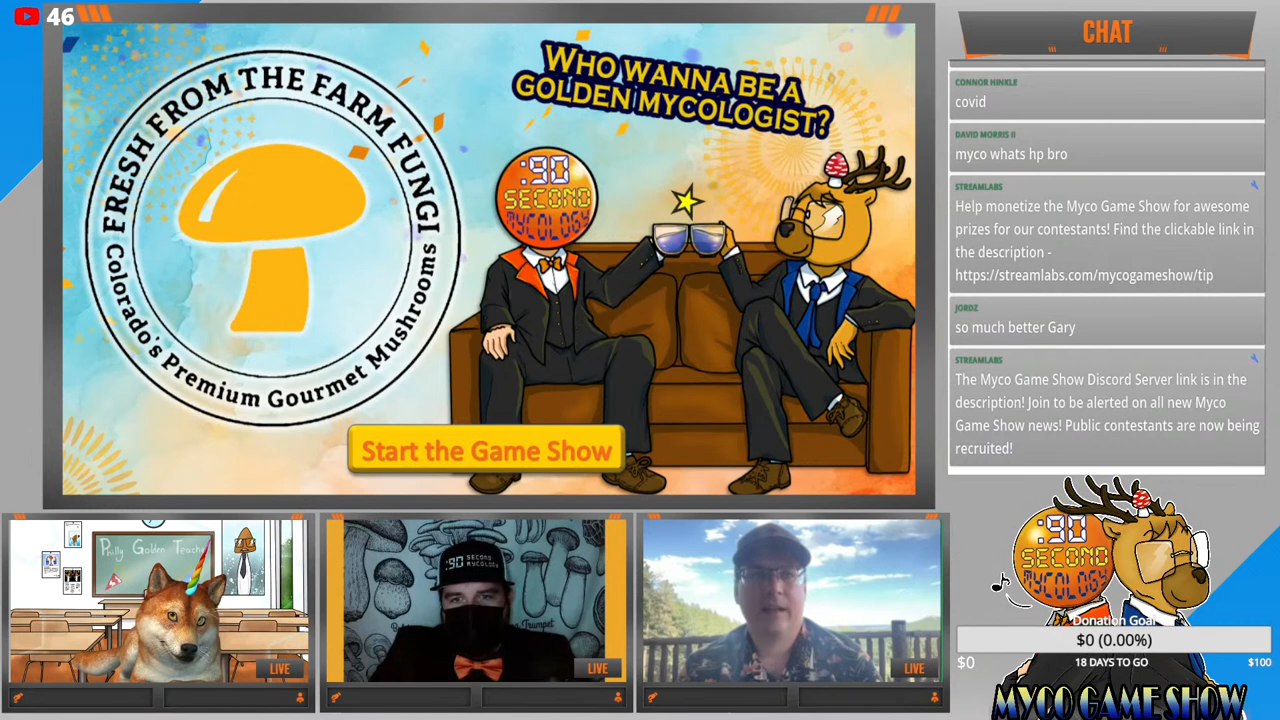 46
FRESH FROM THE FARM FUNGI
Colorado's Premium Gourmet Mushrooms
WHO WANNA BE A
GOLDEN MYCOLOGIST?
:90
SECOND
MYCOLOGY
Start the Game Show
CHAT
CONNOR HINKLE
covid
DAVID MORRIS II
myco whats hp bro
STREAMLABS
Help monetize the Myco Game Show for awesome
prizes for our contestants! Find the clickable link in
the description -
https://streamlabs.com/mycogameshow/tip
JORDZ
so much better Gary
STREAMLABS
The Myco Game Show Discord Server link is in the
description! Join to be alerted on all new Myco
Game Show news! Public contestants are now being
recruited!
Philly Golden Teacher
LIVE
:90 SECOND
MYCOLOGY
Trumpet
LIVE
LIVE
:90
SECOND
MYCOLOGY
Donation Goal
$0 (0.00%)
$0
18 DAYS TO GO
$100
MYCO GAME SHOW